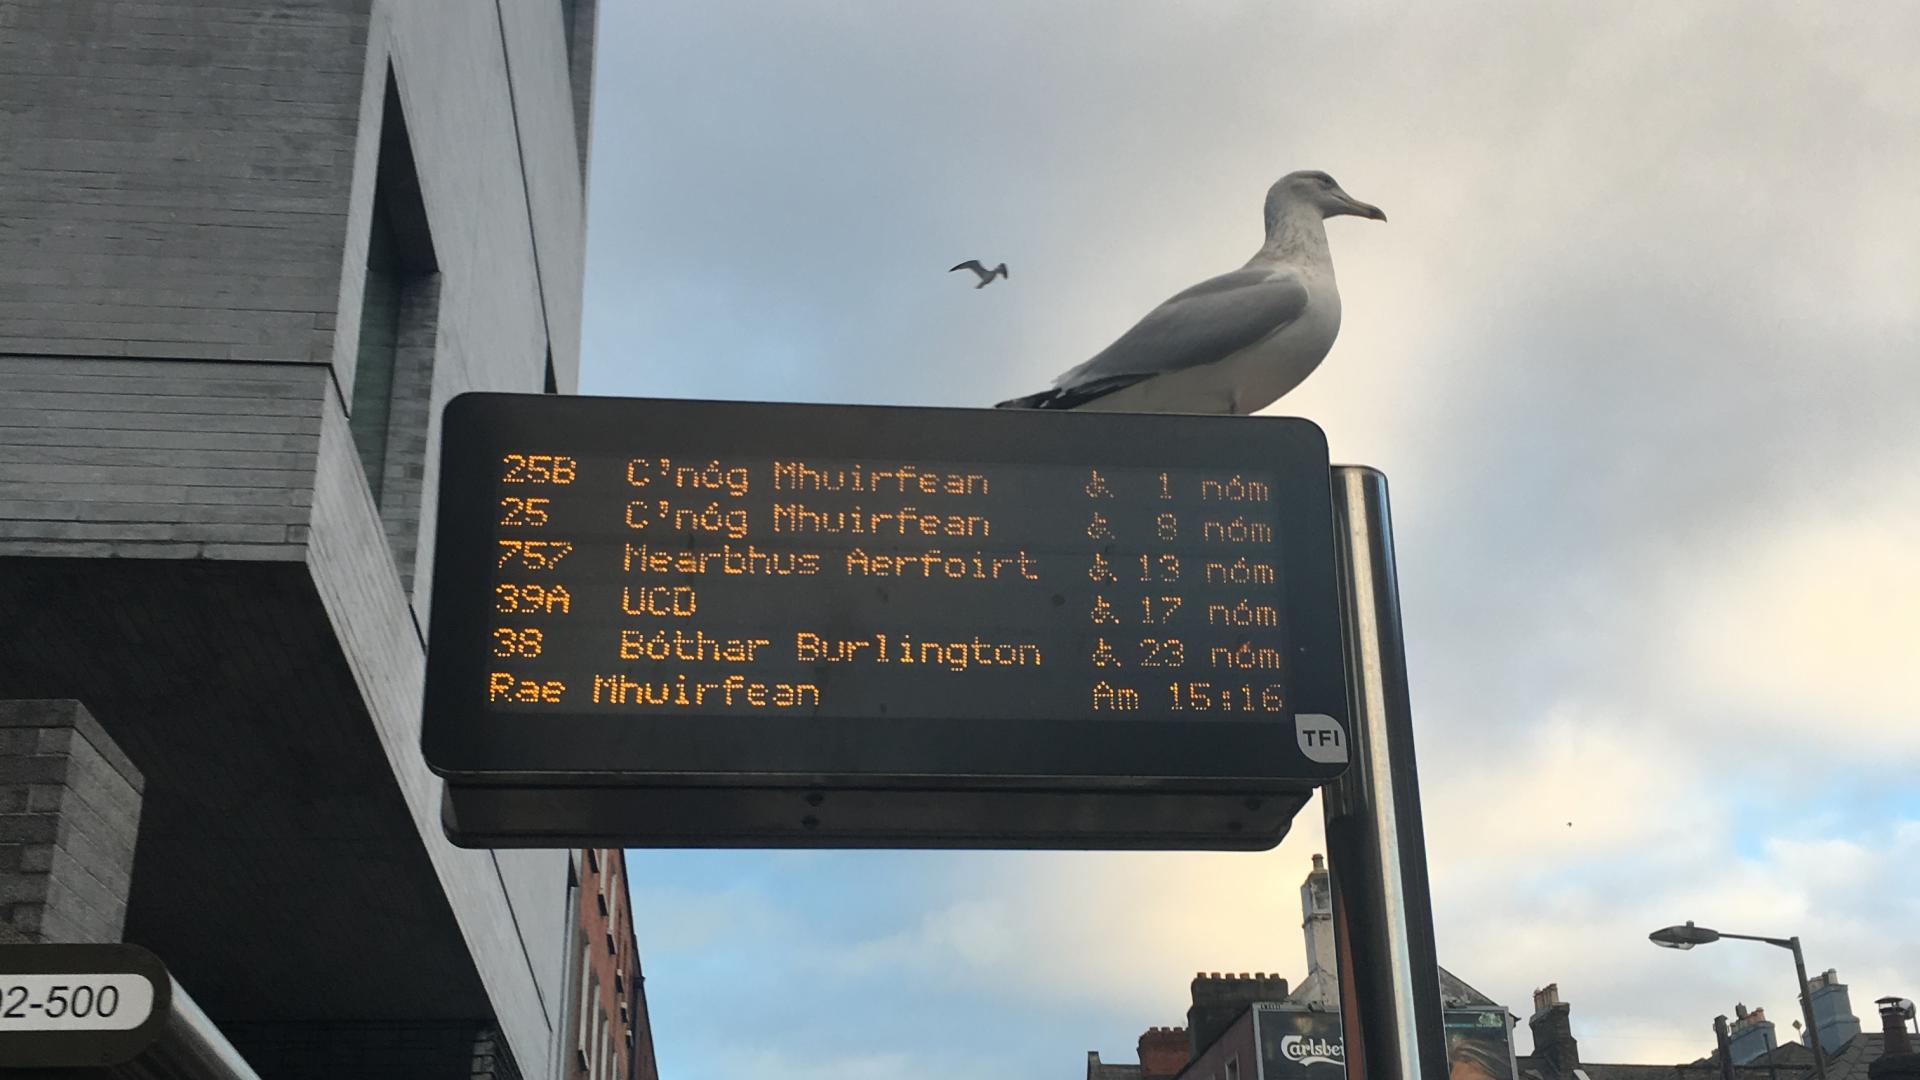 25B C'nóg Mhuirfean ♿ 1 nóm
25 C'nóg Mhuirfean ♿ 8 nóm
757 Mearbhus Aerfoirt ♿ 13 nóm
39A UCD ♿ 17 nóm
38 Bóthar Burlington ♿ 23 nóm
Rae Mhuirfean Am 15:16
TFI
02-500
Carlsbe